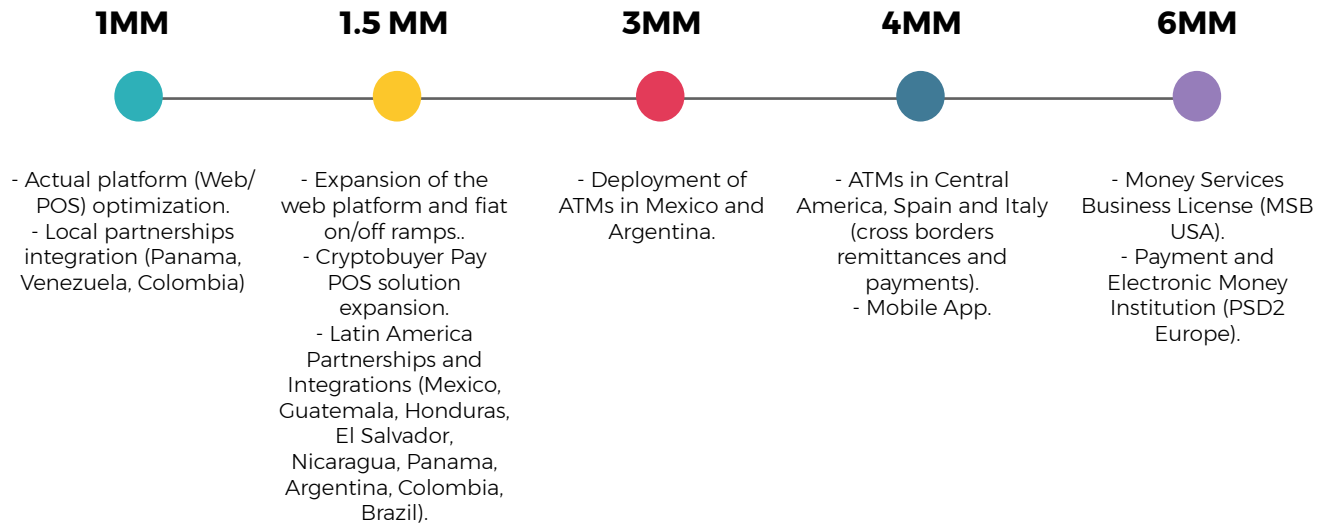 1MM
- Actual platform (Web/
POS) optimization.
- Local partnerships
integration (Panama,
Venezuela, Colombia)
1.5 MM
- Expansion of the
web platform and fiat
on/off ramps..
- Cryptobuyer Pay
POS solution
expansion.
- Latin America
Partnerships and
Integrations (Mexico,
Guatemala, Honduras,
El Salvador,
Nicaragua, Panama,
Argentina, Colombia,
Brazil).
3MM
- Deployment of
ATMs in Mexico and
Argentina.
4MM
- ATMs in Central
America, Spain and Italy
(cross borders
remittances and
payments).
- Mobile App.
6MM
- Money Services
Business License (MSB
USA).
- Payment and
Electronic Money
Institution (PSD2
Europe).